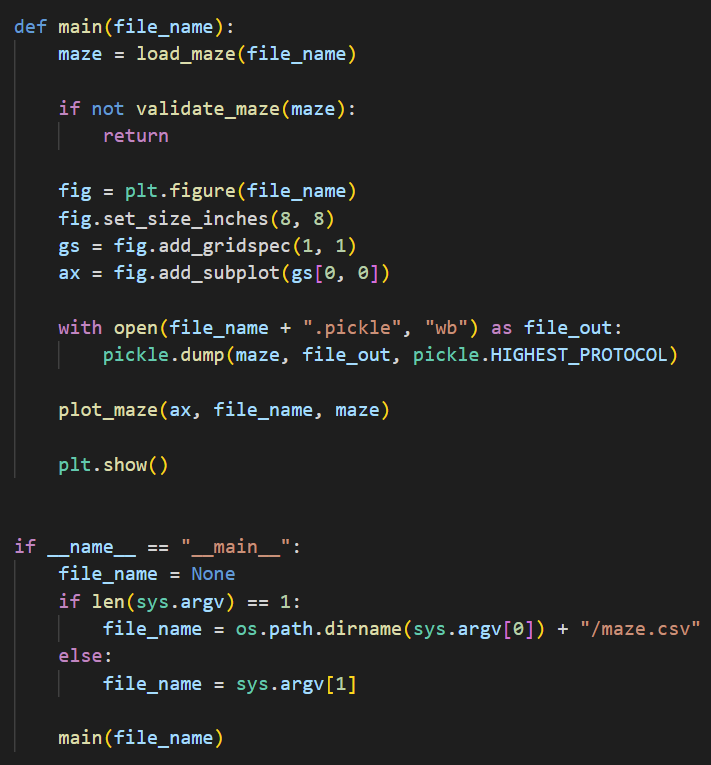 def main(file_name):
    maze = load_maze(file_name)

    if not validate_maze(maze):
        return

    fig = plt.figure(file_name)
    fig.set_size_inches(8, 8)
    gs = fig.add_gridspec(1, 1)
    ax = fig.add_subplot(gs[0, 0])

    with open(file_name + ".pickle", "wb") as file_out:
        pickle.dump(maze, file_out, pickle.HIGHEST_PROTOCOL)

    plot_maze(ax, file_name, maze)

    plt.show()


if __name__ == "__main__":
    file_name = None
    if len(sys.argv) == 1:
        file_name = os.path.dirname(sys.argv[0]) + "/maze.csv"
    else:
        file_name = sys.argv[1]

    main(file_name)